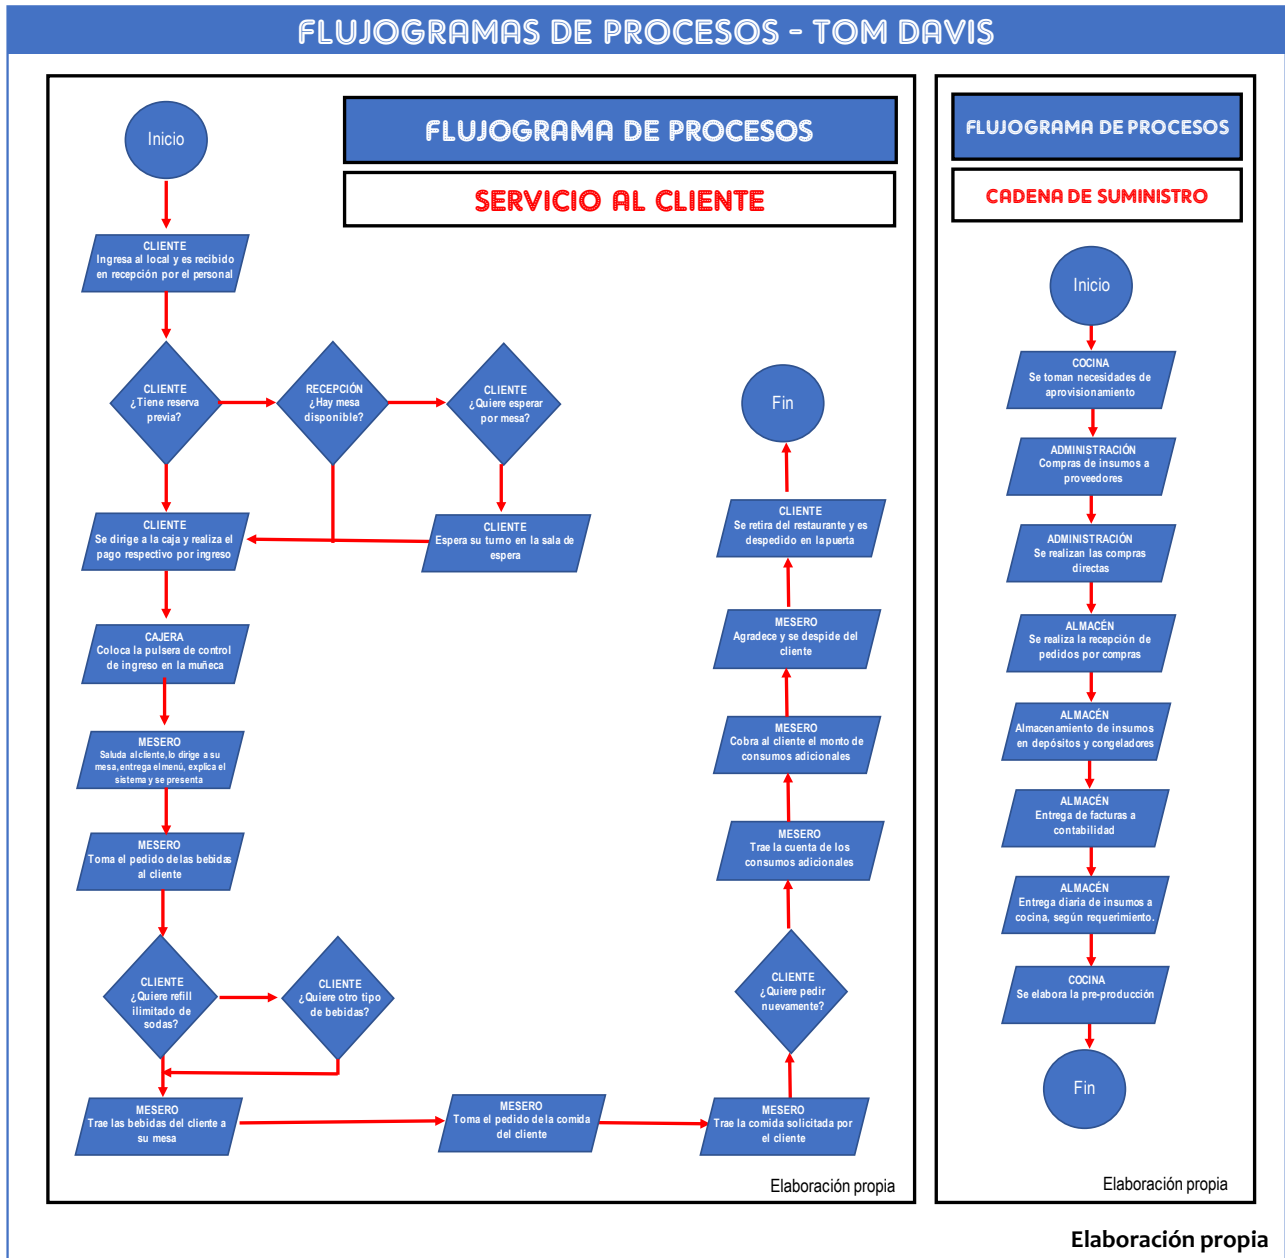 FLUJOGRAMAS DE PROCESOS - TOM DAVIS
FLUJOGRAMA DE PROCESOS
SERVICIO AL CLIENTE
Inicio
CLIENTE
Ingresa al local y es recibido
en recepción por el personal
CLIENTE
¿Tiene reserva
previa?
RECEPCIÓN
¿Hay mesa
disponible?
CLIENTE
¿Quiere esperar
por mesa?
CLIENTE
Espera su turno en la sala de
espera
CLIENTE
Se dirige a la caja y realiza el
pago respectivo por ingreso
CAJERA
Coloca la pulsera de control
de ingreso en la muñeca
MESERO
Saluda al cliente, lo dirige a su
mesa, entrega el menú, explica el
sistema y se presenta
MESERO
Toma el pedido de las bebidas
al cliente
CLIENTE
¿Quiere refill
ilimitado de
sodas?
CLIENTE
¿Quiere otro tipo
de bebidas?
MESERO
Trae las bebidas del cliente a
su mesa
MESERO
Toma el pedido de la comida
del cliente
MESERO
Trae la comida solicitada por
el cliente
CLIENTE
¿Quiere pedir
nuevamente?
MESERO
Trae la cuenta de los
consumos adicionales
MESERO
Cobra al cliente el monto de
consumos adicionales
MESERO
Agradece y se despide del
cliente
CLIENTE
Se retira del restaurante y es
despedido en la puerta
Fin
Elaboración propia
FLUJOGRAMA DE PROCESOS
CADENA DE SUMINISTRO
Inicio
COCINA
Se toman necesidades de
aprovisionamiento
ADMINISTRACIÓN
Compras de insumos a
proveedores
ADMINISTRACIÓN
Se realizan las compras
directas
ALMACÉN
Se realiza la recepción de
pedidos por compras
ALMACÉN
Almacenamiento de insumos
en depósitos y congeladores
ALMACÉN
Entrega de facturas a
contabilidad
ALMACÉN
Entrega diaria de insumos a
cocina, según requerimiento.
COCINA
Se elabora la pre-producción
Fin
Elaboración propia
Elaboración propia